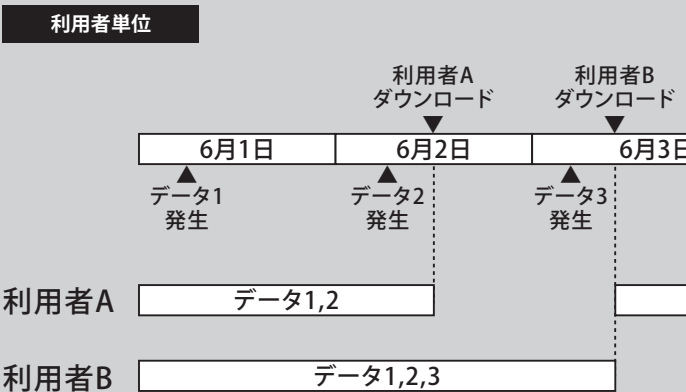 利用者単位
利用者A
ダウンロード
利用者B
ダウンロード
6月1日
6月2日
6月3日
データ1
発生
データ2
発生
データ3
発生
利用者A
データ1,2
利用者B
データ1,2,3